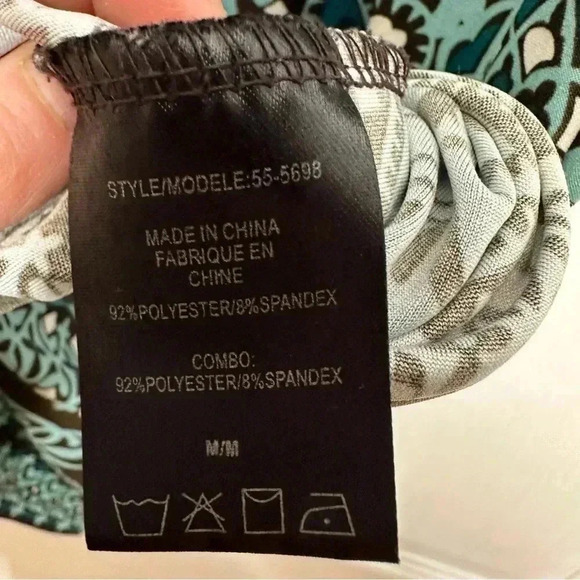 STYLE/MODELE:55-5698
MADE IN CHINA
FABRIQUE EN
CHINE
92%POLYESTER/8%SPANDEX
COMBO:
92%POLYESTER/8%SPANDEX
M/M